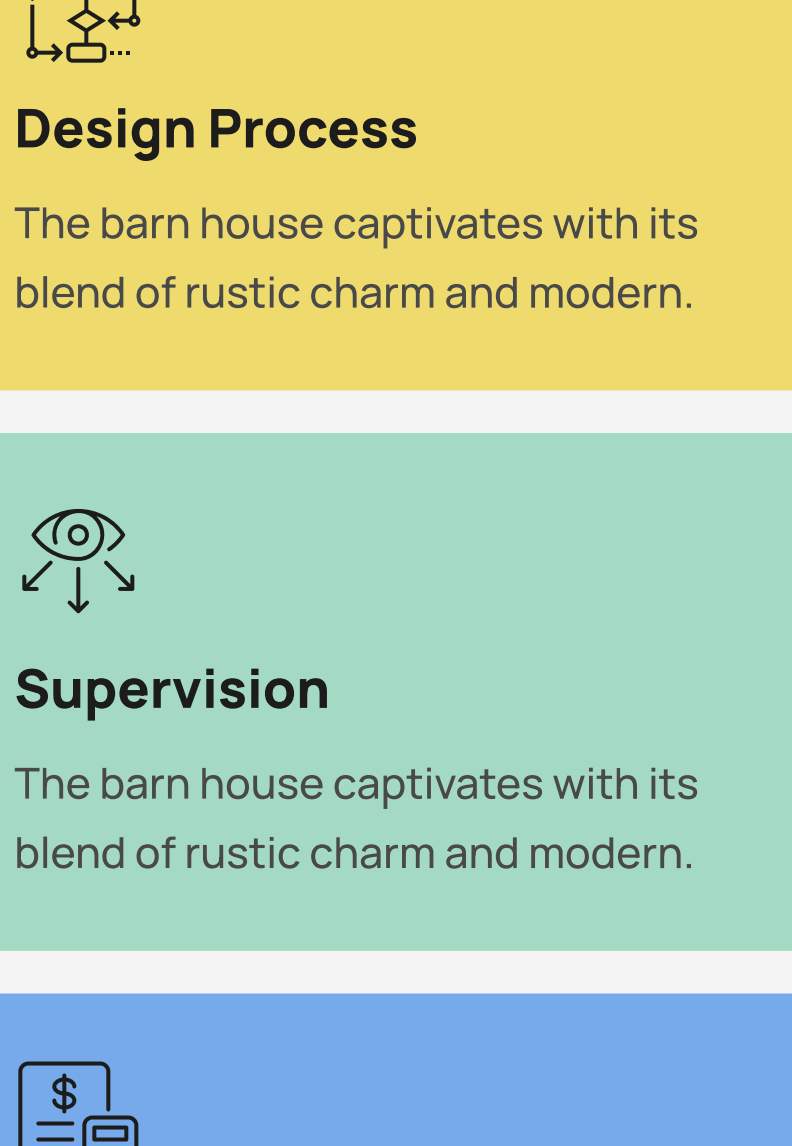 Design Process
The barn house captivates with its
blend of rustic charm and modern.
Supervision
The barn house captivates with its
blend of rustic charm and modern.
$